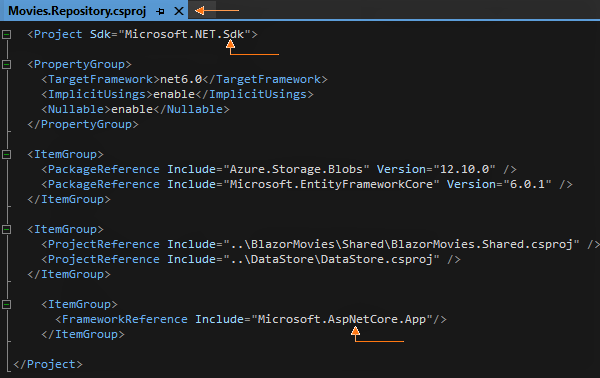 Movies.Repository.csproj
<Project Sdk="Microsoft.NET.Sdk">
<PropertyGroup>
<TargetFramework>net6.0</TargetFramework>
<ImplicitUsings>enable</ImplicitUsings>
<Nullable>enable</Nullable>
</PropertyGroup>
<ItemGroup>
<PackageReference Include="Azure.Storage.Blobs" Version="12.10.0" />
<PackageReference Include="Microsoft.EntityFrameworkCore" Version="6.0.1" />
</ItemGroup>
<ItemGroup>
<ProjectReference Include="..\BlazorMovies\Shared\BlazorMovies.Shared.csproj" />
<ProjectReference Include="..\DataStore\DataStore.csproj" />
</ItemGroup>
<ItemGroup>
<FrameworkReference Include="Microsoft.AspNetCore.App"/>
</ItemGroup>
</Project>